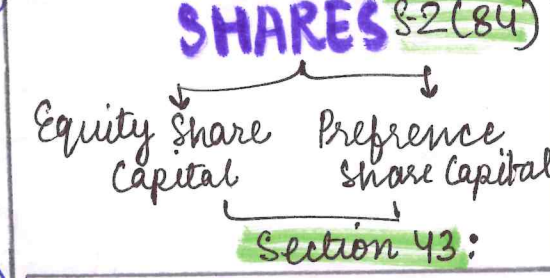 SHARES S-2(84)
Equity Share Prefrence
Capital Share Capital
Section 43: